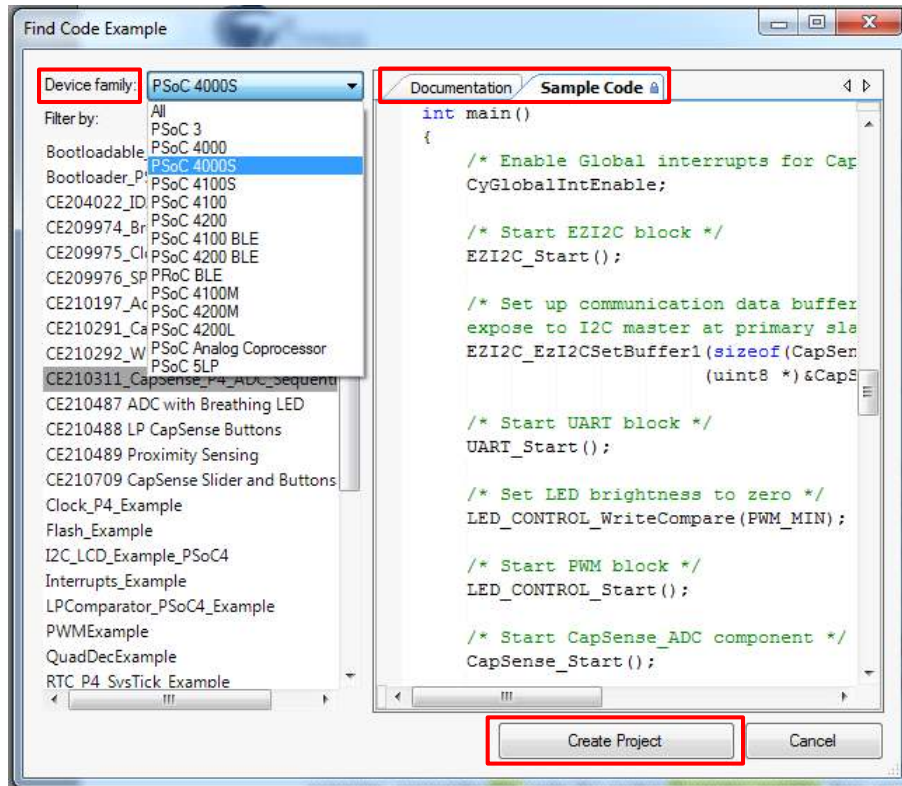 Find Code Example
Device family:
PSoC 4000S
Filter by:
All
PSoC 3
PSoC 4000
PSoC 4000S
PSoC 4100S
PSoC 4100
PSoC 4200
PSoC 4100 BLE
PSoC 4200 BLE
PRoC BLE
PSoC 4100M
PSoC 4200M
PSoC 4200L
PSoC Analog Coprocessor
PSoC 5LP
Bootloadable_
Bootloader_P
CE204022_ID
CE209974_Br
CE209975_Cl
CE209976_SP
CE210197_Ac
CE210291_Ca
CE210292_W
CE210311_CapSense_P4_ADC_Sequenti
CE210487 ADC with Breathing LED
CE210488 LP CapSense Buttons
CE210489 Proximity Sensing
CE210709 CapSense Slider and Buttons
Clock_P4_Example
Flash_Example
I2C_LCD_Example_PSoC4
Interrupts_Example
LPComparator_PSoC4_Example
PWMExample
QuadDecExample
RTC_P4_SysTick_Example
Documentation
Sample Code
int main()
{
/* Enable Global interrupts for Cap
CyGlobalIntEnable;
/* Start EZI2C block */
EZI2C_Start();
/* Set up communication data buffer
expose to I2C master at primary sla
EZI2C_EzI2CSetBuffer1(sizeof(CapSen
(uint8 *)&CapS
/* Start UART block */
UART_Start();
/* Set LED brightness to zero */
LED_CONTROL_WriteCompare(PWM_MIN);
/* Start PWM block */
LED_CONTROL_Start();
/* Start CapSense_ADC component */
CapSense_Start();
Create Project
Cancel